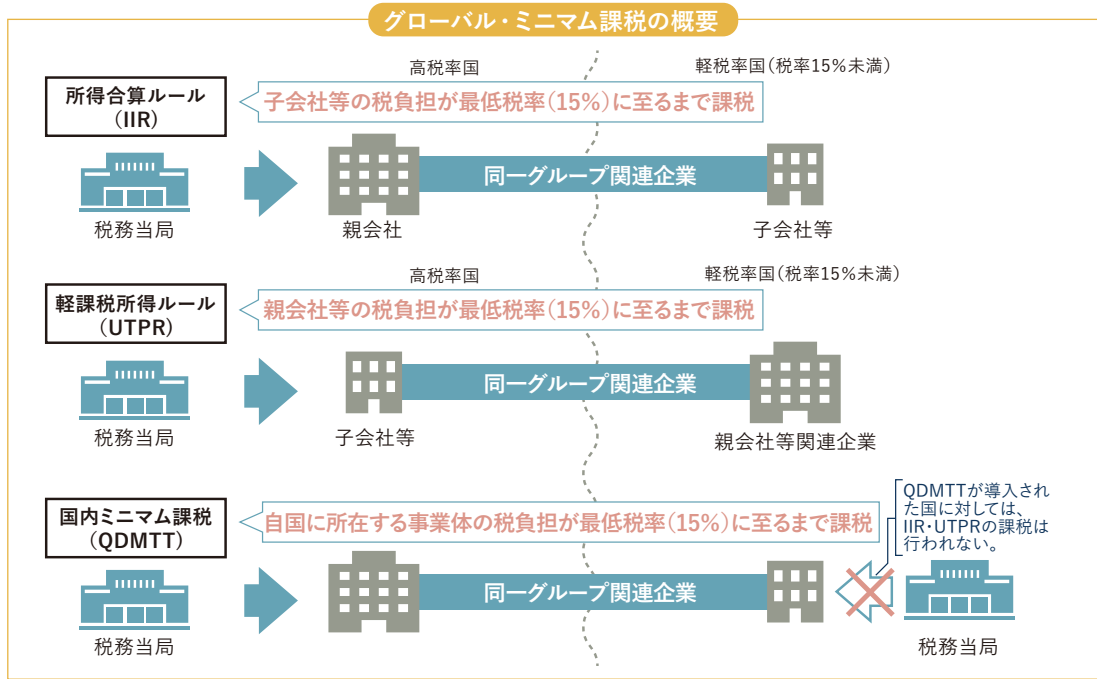 グローバル・ミニマム課税の概要
高税率国
軽税率国(税率15%未満)
所得合算ルール
(IIR)
子会社等の税負担が最低税率(15%)に至るまで課税
同一グループ関連企業
税務当局
親会社
子会社等
高税率国
軽税率国(税率15%未満)
軽課税所得ルール
(UTPR)
親会社等の税負担が最低税率(15%)に至るまで課税
同一グループ関連企業
税務当局
子会社等
親会社等関連企業
国内ミニマム課税
(QDMTT)
自国に所在する事業体の税負担が最低税率(15%)に至るまで課税
QDMTTが導入され
た国に対しては、
IIR・UTPRの課税は
行われない。
同一グループ関連企業
税務当局
税務当局